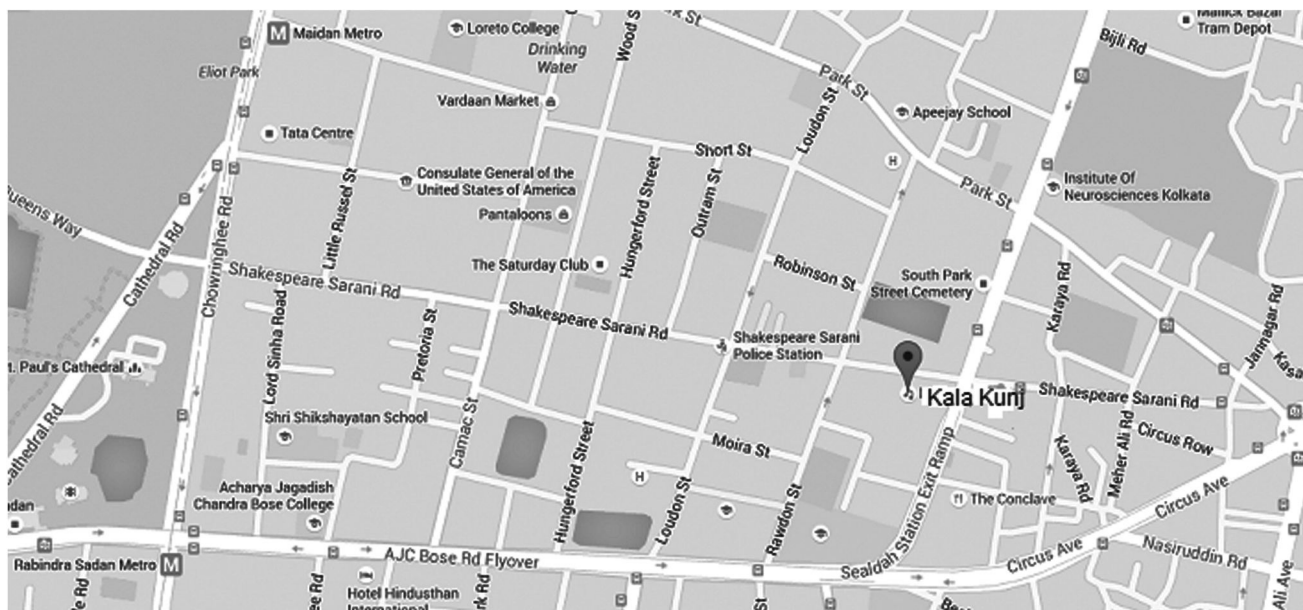 Maidan Metro
Loreto College
Drinking
Water
Wood St
Park St
Mallick Bazar
Tram Depot
Bijli Rd
Eliot Park
Vardaan Market
Loudon St
Apeejay School
Tata Centre
Short St
Park St
Consulate General of the
United States of America
Institute Of
Neurosciences Kolkata
Park St
Queens Way
Cathedral Rd
Chowringhee Rd
Little Russel St
Pantaloons
Hungerford Street
Outram St
The Saturday Club
Robinson St
South Park
Street Cemetery
Karaya Rd
Jannagar Rd
Shakespeare Sarani Rd
Shakespeare Sarani Rd
Shakespeare Sarani
Police Station
Lord Sinha Road
Pretoria St
St. Paul's Cathedral
Kala Kunj
Shakespeare Sarani Rd
Shri Shikshayatan School
Camac St
Hungerford Street
Moira St
Karaya Rd
Meher Ali Rd
Circus Row
Cathedral Rd
Acharya Jagadish
Chandra Bose College
Loudon St
Rawdon St
Sealdah Station Exit Ramp
The Conclave
Circus Ave
Rabindra Sadan Metro
AJC Bose Rd Flyover
Circus Ave
Nasiruddin Rd
Hotel Hindusthan
International
Ali Ave